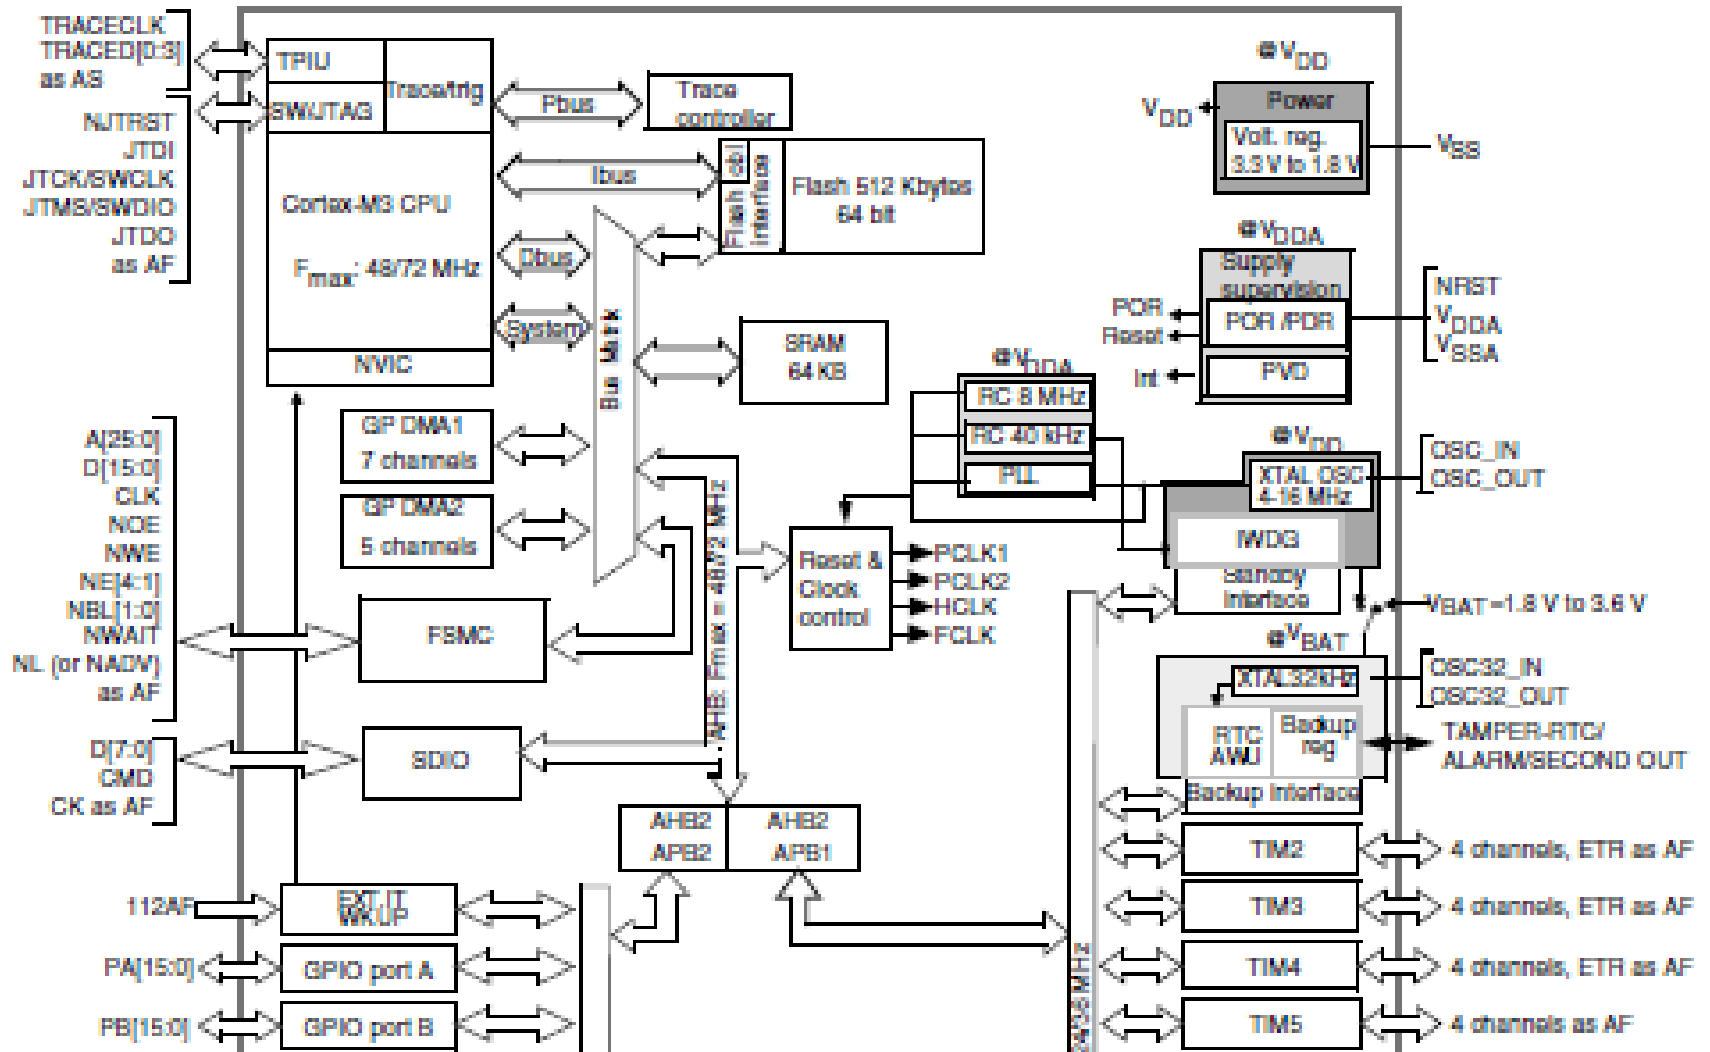 TRACECLK
TRACED[0:3]
as AS
NJTRST
JTDI
JTCK/SWCLK
JTMS/SWDIO
JTDO
as AF
TPIU
SW/JTAG
Trace/trig
Cortex-M3 CPU
Fmax: 48/72 MHz
NVIC
Pbus
Trace
controller
Ibus
Flash obl
Interface
Flash 512 Kbytes
64 bit
Dbus
System
Bus Matrix
SRAM
64 KB
GP DMA1
7 channels
GP DMA2
5 channels
A[25:0]
D[15:0]
CLK
NOE
NWE
NE[4:1]
NBL[1:0]
NWAIT
NL (or NADV)
as AF
FSMC
D[7:0]
CMD
CK as AF
SDIO
AHB: Fmax = 48/72 MHz
Reset &
Clock
control
PCLK1
PCLK2
HCLK
FCLK
@VDDA
RC 8 MHz
RC 40 kHz
PLL
@VDD
Power
Volt. reg.
3.3 V to 1.8 V
VDD
VSS
@VDDA
Supply
supervision
POR / PDR
PVD
POR
Reset
Int
NRST
VDDA
VSSA
@VDD
XTAL OSC
4-16 MHz
IWDG
Standby
interface
OSC_IN
OSC_OUT
VBAT =1.8 V to 3.6 V
@VBAT
XTAL32kHz
OSC32_IN
OSC32_OUT
RTC
AWU
Backup
reg
TAMPER-RTC/
ALARM/SECOND OUT
Backup interface
AHB2
APB2
AHB2
APB1
112AF
EXT.IT
WKUP
PA[15:0]
GPIO port A
PB[15:0]
GPIO port B
24/36 MHz
TIM2
4 channels, ETR as AF
TIM3
4 channels, ETR as AF
TIM4
4 channels, ETR as AF
TIM5
4 channels as AF